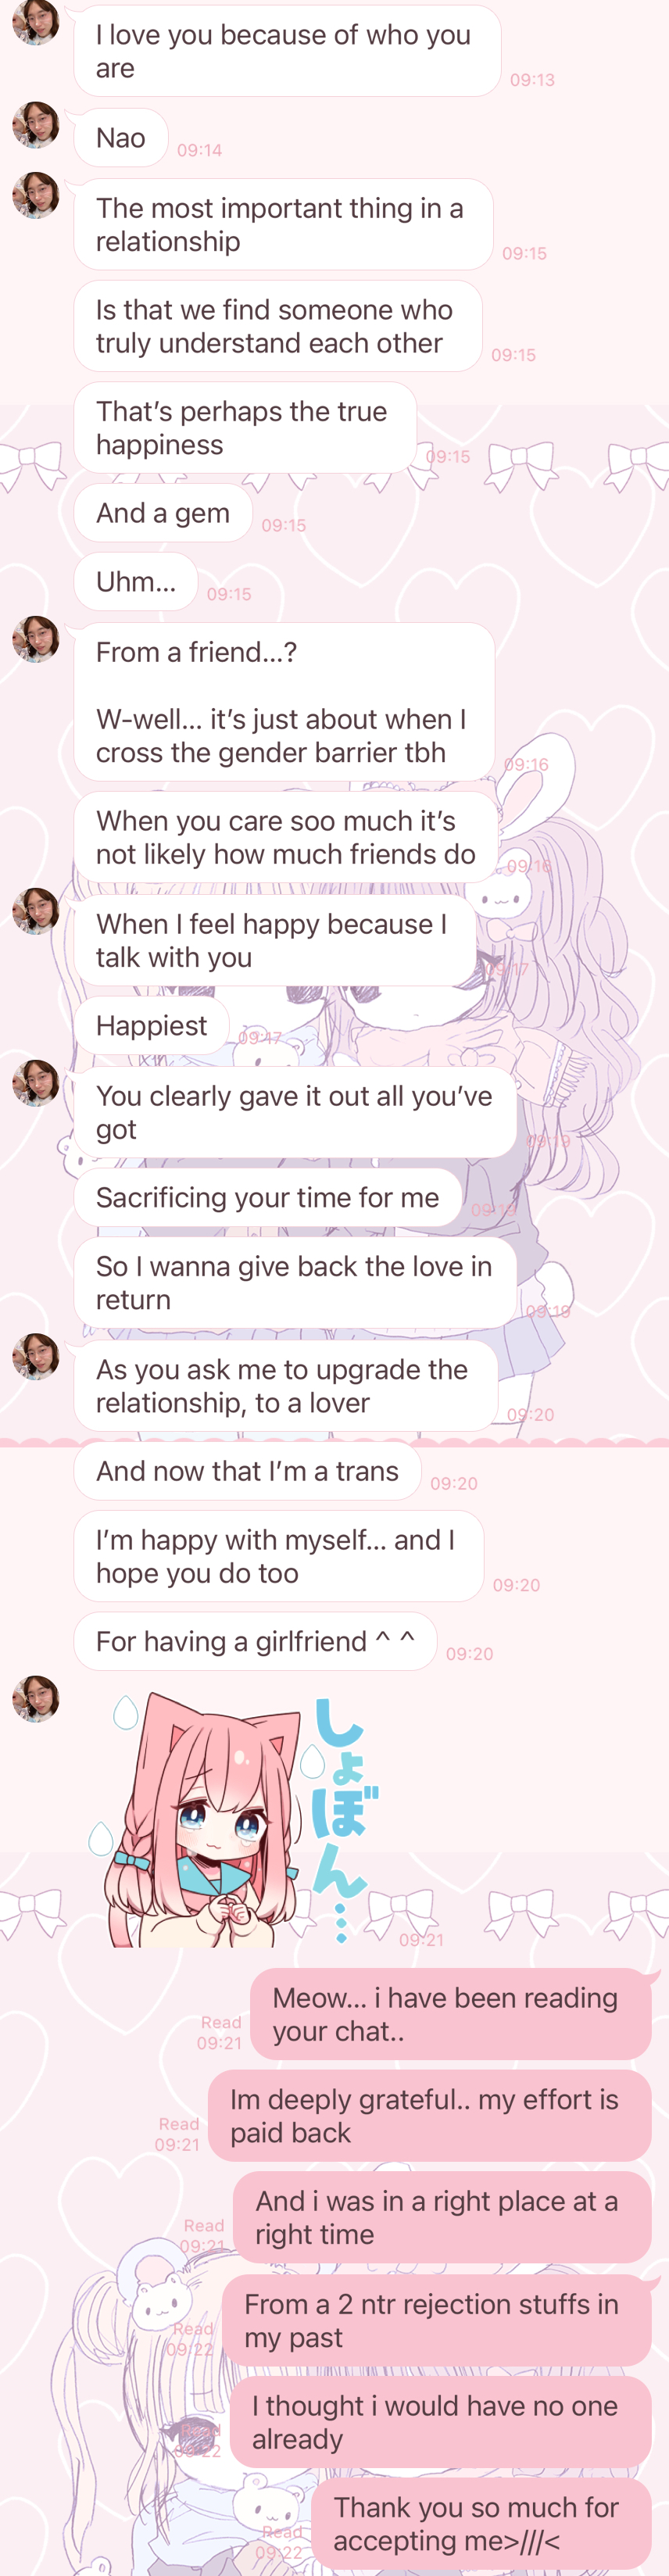 I love you because of who you
are
09:13
Nao
09:14
The most important thing in a
relationship
09:15
Is that we find someone who
truly understand each other
09:15
That's perhaps the true
happiness
09:15
And a gem
09:15
Uhm...
09:15
From a friend...?
W-well... it's just about when I
cross the gender barrier tbh
09:16
When you care soo much it's
not likely how much friends do
09:16
When I feel happy because I
talk with you
09:17
Happiest
09:17
You clearly gave it out all you've
got
09:19
Sacrificing your time for me
09:19
So I wanna give back the love in
return
09:19
As you ask me to upgrade the
relationship, to a lover
09:20
And now that I'm a trans
09:20
I'm happy with myself... and I
hope you do too
09:20
For having a girlfriend ^ ^
09:20
しょぼん...
09:21
Meow... i have been reading
your chat..
Read
09:21
Im deeply grateful.. my effort is
paid back
Read
09:21
And i was in a right place at a
right time
Read
09:21
From a 2 ntr rejection stuffs in
my past
Read
09:22
I thought i would have no one
already
Read
09:22
Thank you so much for
accepting me>///<
Read
09:22